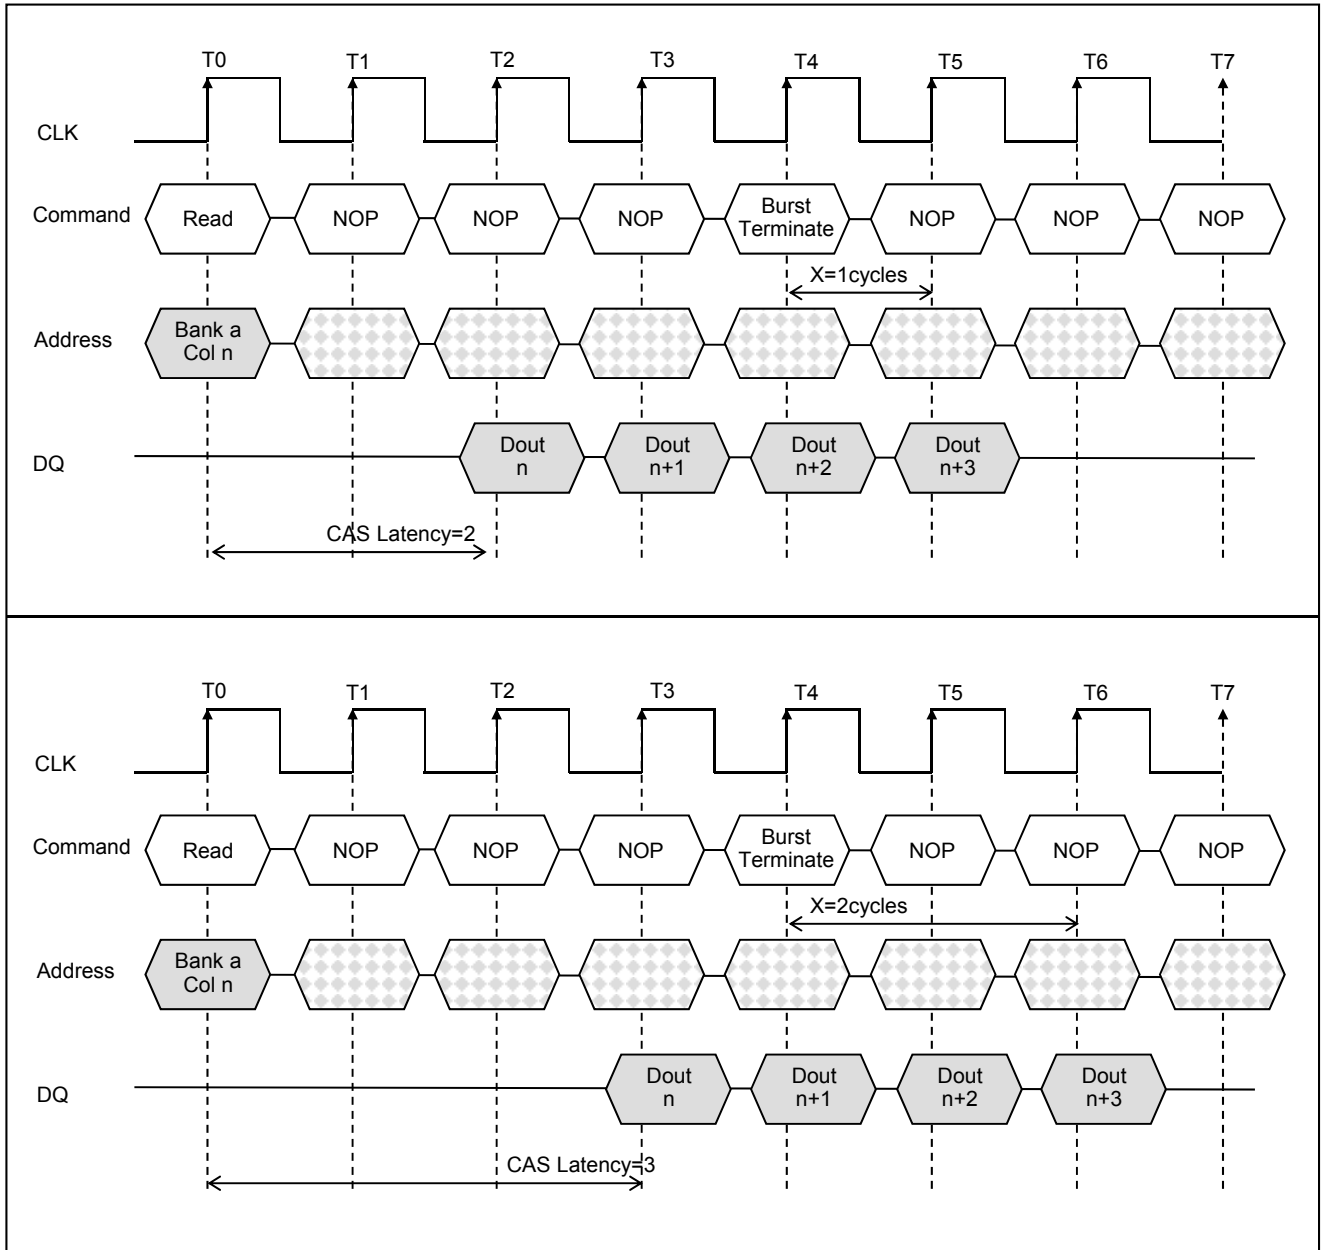 T0 T1 T2 T3 T4 T5 T6 T7
CLK
Command Read NOP NOP NOP Burst Terminate NOP NOP NOP
X=1cycles
Address Bank a Col n
DQ Dout n Dout n+1 Dout n+2 Dout n+3
CAS Latency=2
T0 T1 T2 T3 T4 T5 T6 T7
CLK
Command Read NOP NOP NOP Burst Terminate NOP NOP NOP
X=2cycles
Address Bank a Col n
DQ Dout n Dout n+1 Dout n+2 Dout n+3
CAS Latency=3